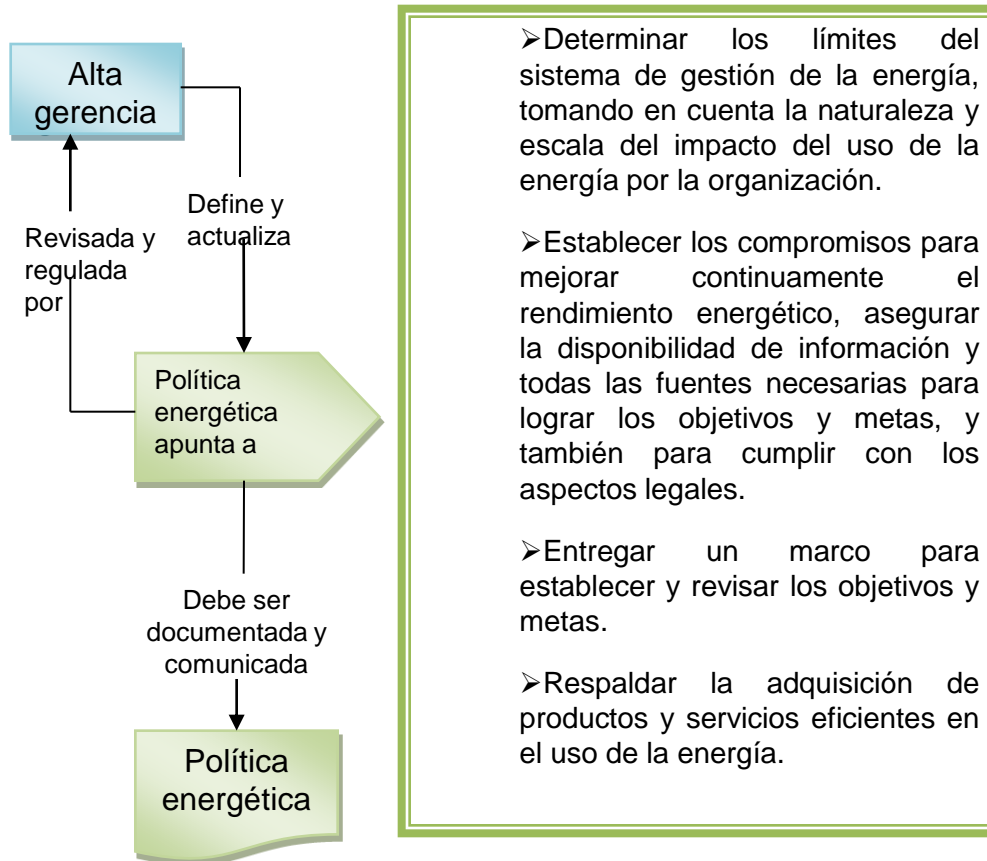 Alta
gerencia
Define y
actualiza
Revisada y
regulada
por
Política
energética
apunta a
Debe ser
documentada y
comunicada
Política
energética
➢Determinar los límites del
sistema de gestión de la energía,
tomando en cuenta la naturaleza y
escala del impacto del uso de la
energía por la organización.
➢Establecer los compromisos para
mejorar continuamente el
rendimiento energético, asegurar
la disponibilidad de información y
todas las fuentes necesarias para
lograr los objetivos y metas, y
también para cumplir con los
aspectos legales.
➢Entregar un marco para
establecer y revisar los objetivos y
metas.
➢Respaldar la adquisición de
productos y servicios eficientes en
el uso de la energía.